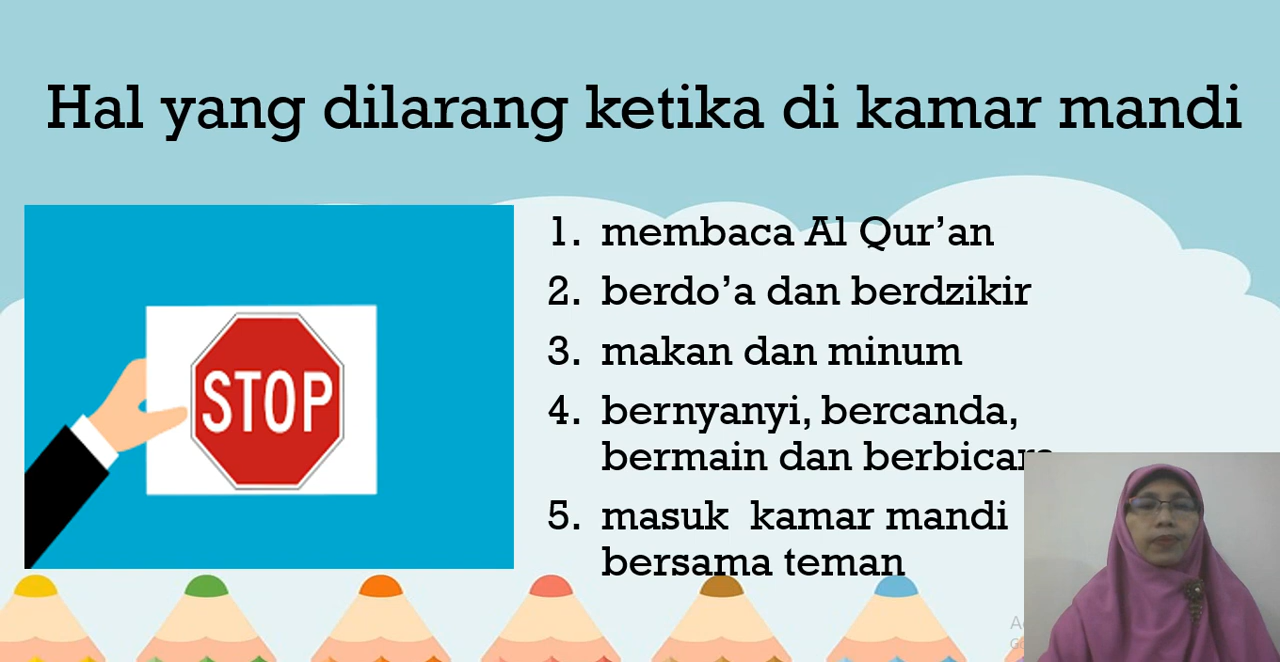 Hal yang dilarang ketika di kamar mandi
STOP
1. membaca Al Qur’an
2. berdo’a dan berdzikir
3. makan dan minum
4. bernyanyi, bercanda,
bermain dan berbicara
5. masuk kamar mandi
bersama teman